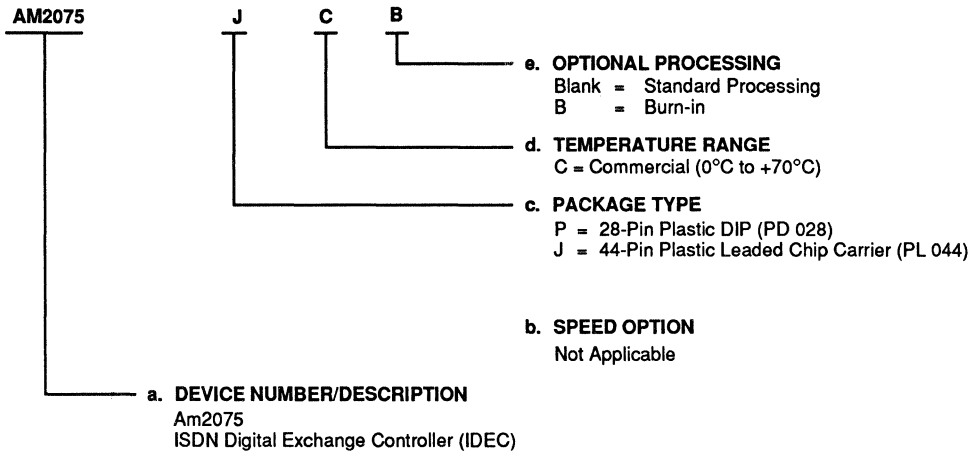 AM2075 J C B
e. OPTIONAL PROCESSING
Blank = Standard Processing
B = Burn-in
d. TEMPERATURE RANGE
C = Commercial (0°C to +70°C)
c. PACKAGE TYPE
P = 28-Pin Plastic DIP (PD 028)
J = 44-Pin Plastic Leaded Chip Carrier (PL 044)
b. SPEED OPTION
Not Applicable
a. DEVICE NUMBER/DESCRIPTION
Am2075
ISDN Digital Exchange Controller (IDEC)